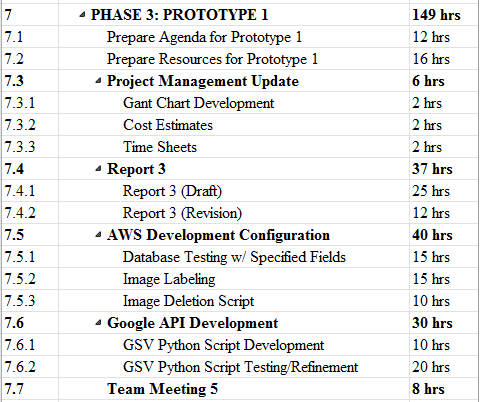 7 PHASE 3: PROTOTYPE 1 149 hrs
7.1 Prepare Agenda for Prototype 1 12 hrs
7.2 Prepare Resources for Prototype 1 16 hrs
7.3 Project Management Update 6 hrs
7.3.1 Gant Chart Development 2 hrs
7.3.2 Cost Estimates 2 hrs
7.3.3 Time Sheets 2 hrs
7.4 Report 3 37 hrs
7.4.1 Report 3 (Draft) 25 hrs
7.4.2 Report 3 (Revision) 12 hrs
7.5 AWS Development Configuration 40 hrs
7.5.1 Database Testing w/ Specified Fields 15 hrs
7.5.2 Image Labeling 15 hrs
7.5.3 Image Deletion Script 10 hrs
7.6 Google API Development 30 hrs
7.6.1 GSV Python Script Development 10 hrs
7.6.2 GSV Python Script Testing/Refinement 20 hrs
7.7 Team Meeting 5 8 hrs